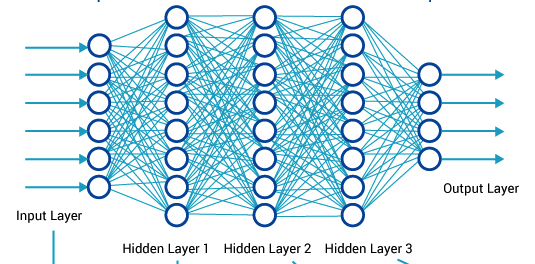 Output Layer
Input Layer
Hidden Layer 1
Hidden Layer 2
Hidden Layer 3